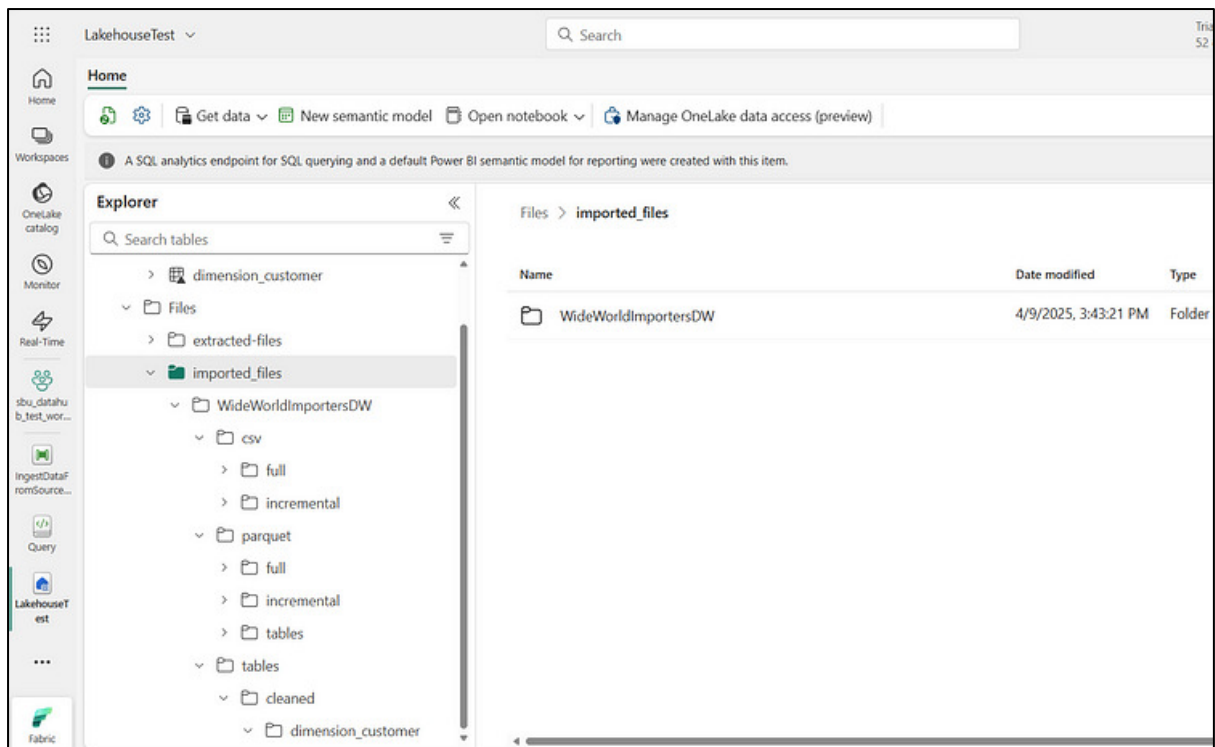 LakehouseTest
Search
Tria
52
Home
Workspaces
OneLake
catalog
Monitor
Real-Time
sbu_datahu
b_test_wor...
IngestDataF
romSource...
Query
LakehouseT
est
...
Fabric
Home
Get data
New semantic model
Open notebook
Manage OneLake data access (preview)
A SQL analytics endpoint for SQL querying and a default Power BI semantic model for reporting were created with this item.
Explorer
Search tables
dimension_customer
Files
extracted-files
imported_files
WideWorldImportersDW
csv
full
incremental
parquet
full
incremental
tables
tables
cleaned
dimension_customer
Files > imported_files
Name Date modified Type
WideWorldImportersDW 4/9/2025, 3:43:21 PM Folder